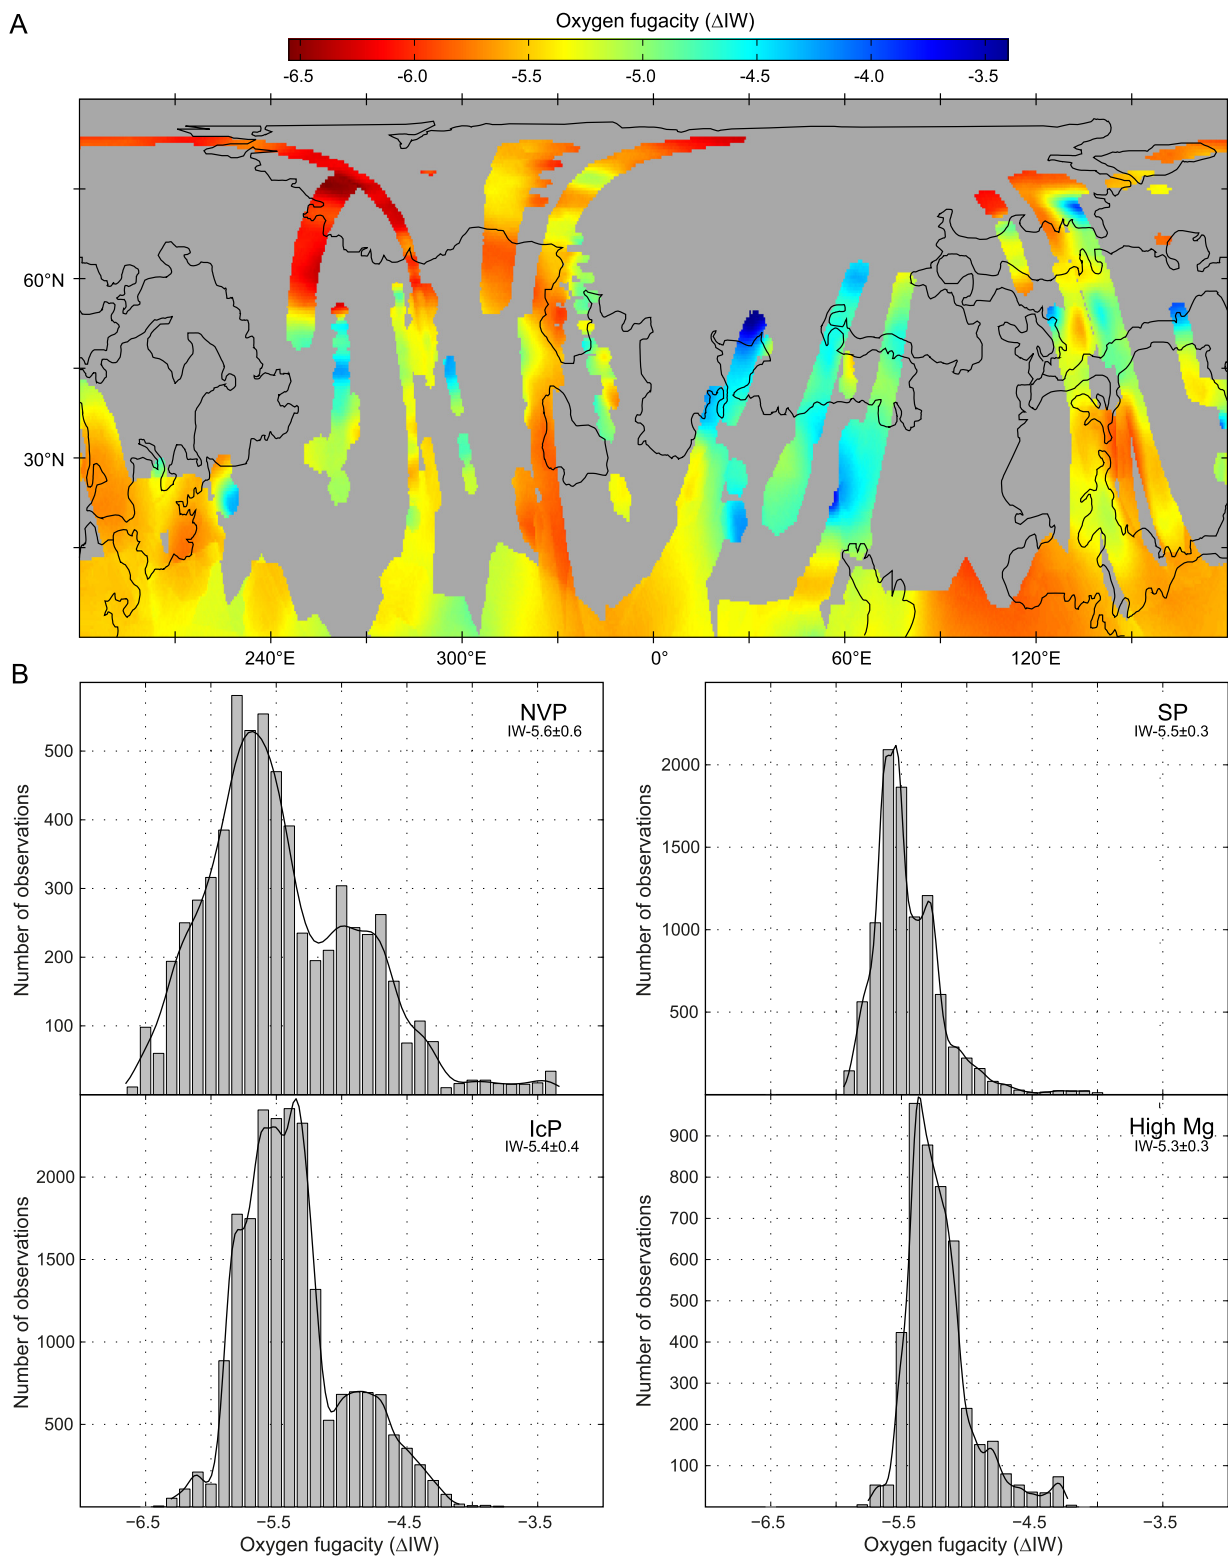 A
Oxygen fugacity (ΔIW)
-6.5 -6.0 -5.5 -5.0 -4.5 -4.0 -3.5
60°N
30°N
240°E 300°E 0° 60°E 120°E
B
NVP
IW-5.6±0.6
500
400
300
200
100
Number of observations
SP
IW-5.5±0.3
2000
1500
1000
500
Number of observations
IcP
IW-5.4±0.4
2000
1500
1000
500
Number of observations
−6.5 −5.5 −4.5 −3.5
Oxygen fugacity (ΔIW)
High Mg
IW-5.3±0.3
900
800
700
600
500
400
300
200
100
Number of observations
−6.5 −5.5 −4.5 −3.5
Oxygen fugacity (ΔIW)